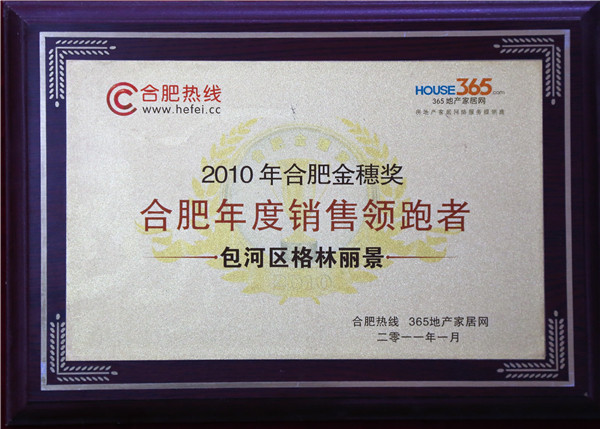 合肥热线
www.hefei.cc
HOUSE365.com
365地产家居网
2010年合肥金穗奖
合肥年度销售领跑者
包河区格林丽景
2010
合肥热线 365地产家居网
二零一一年一月